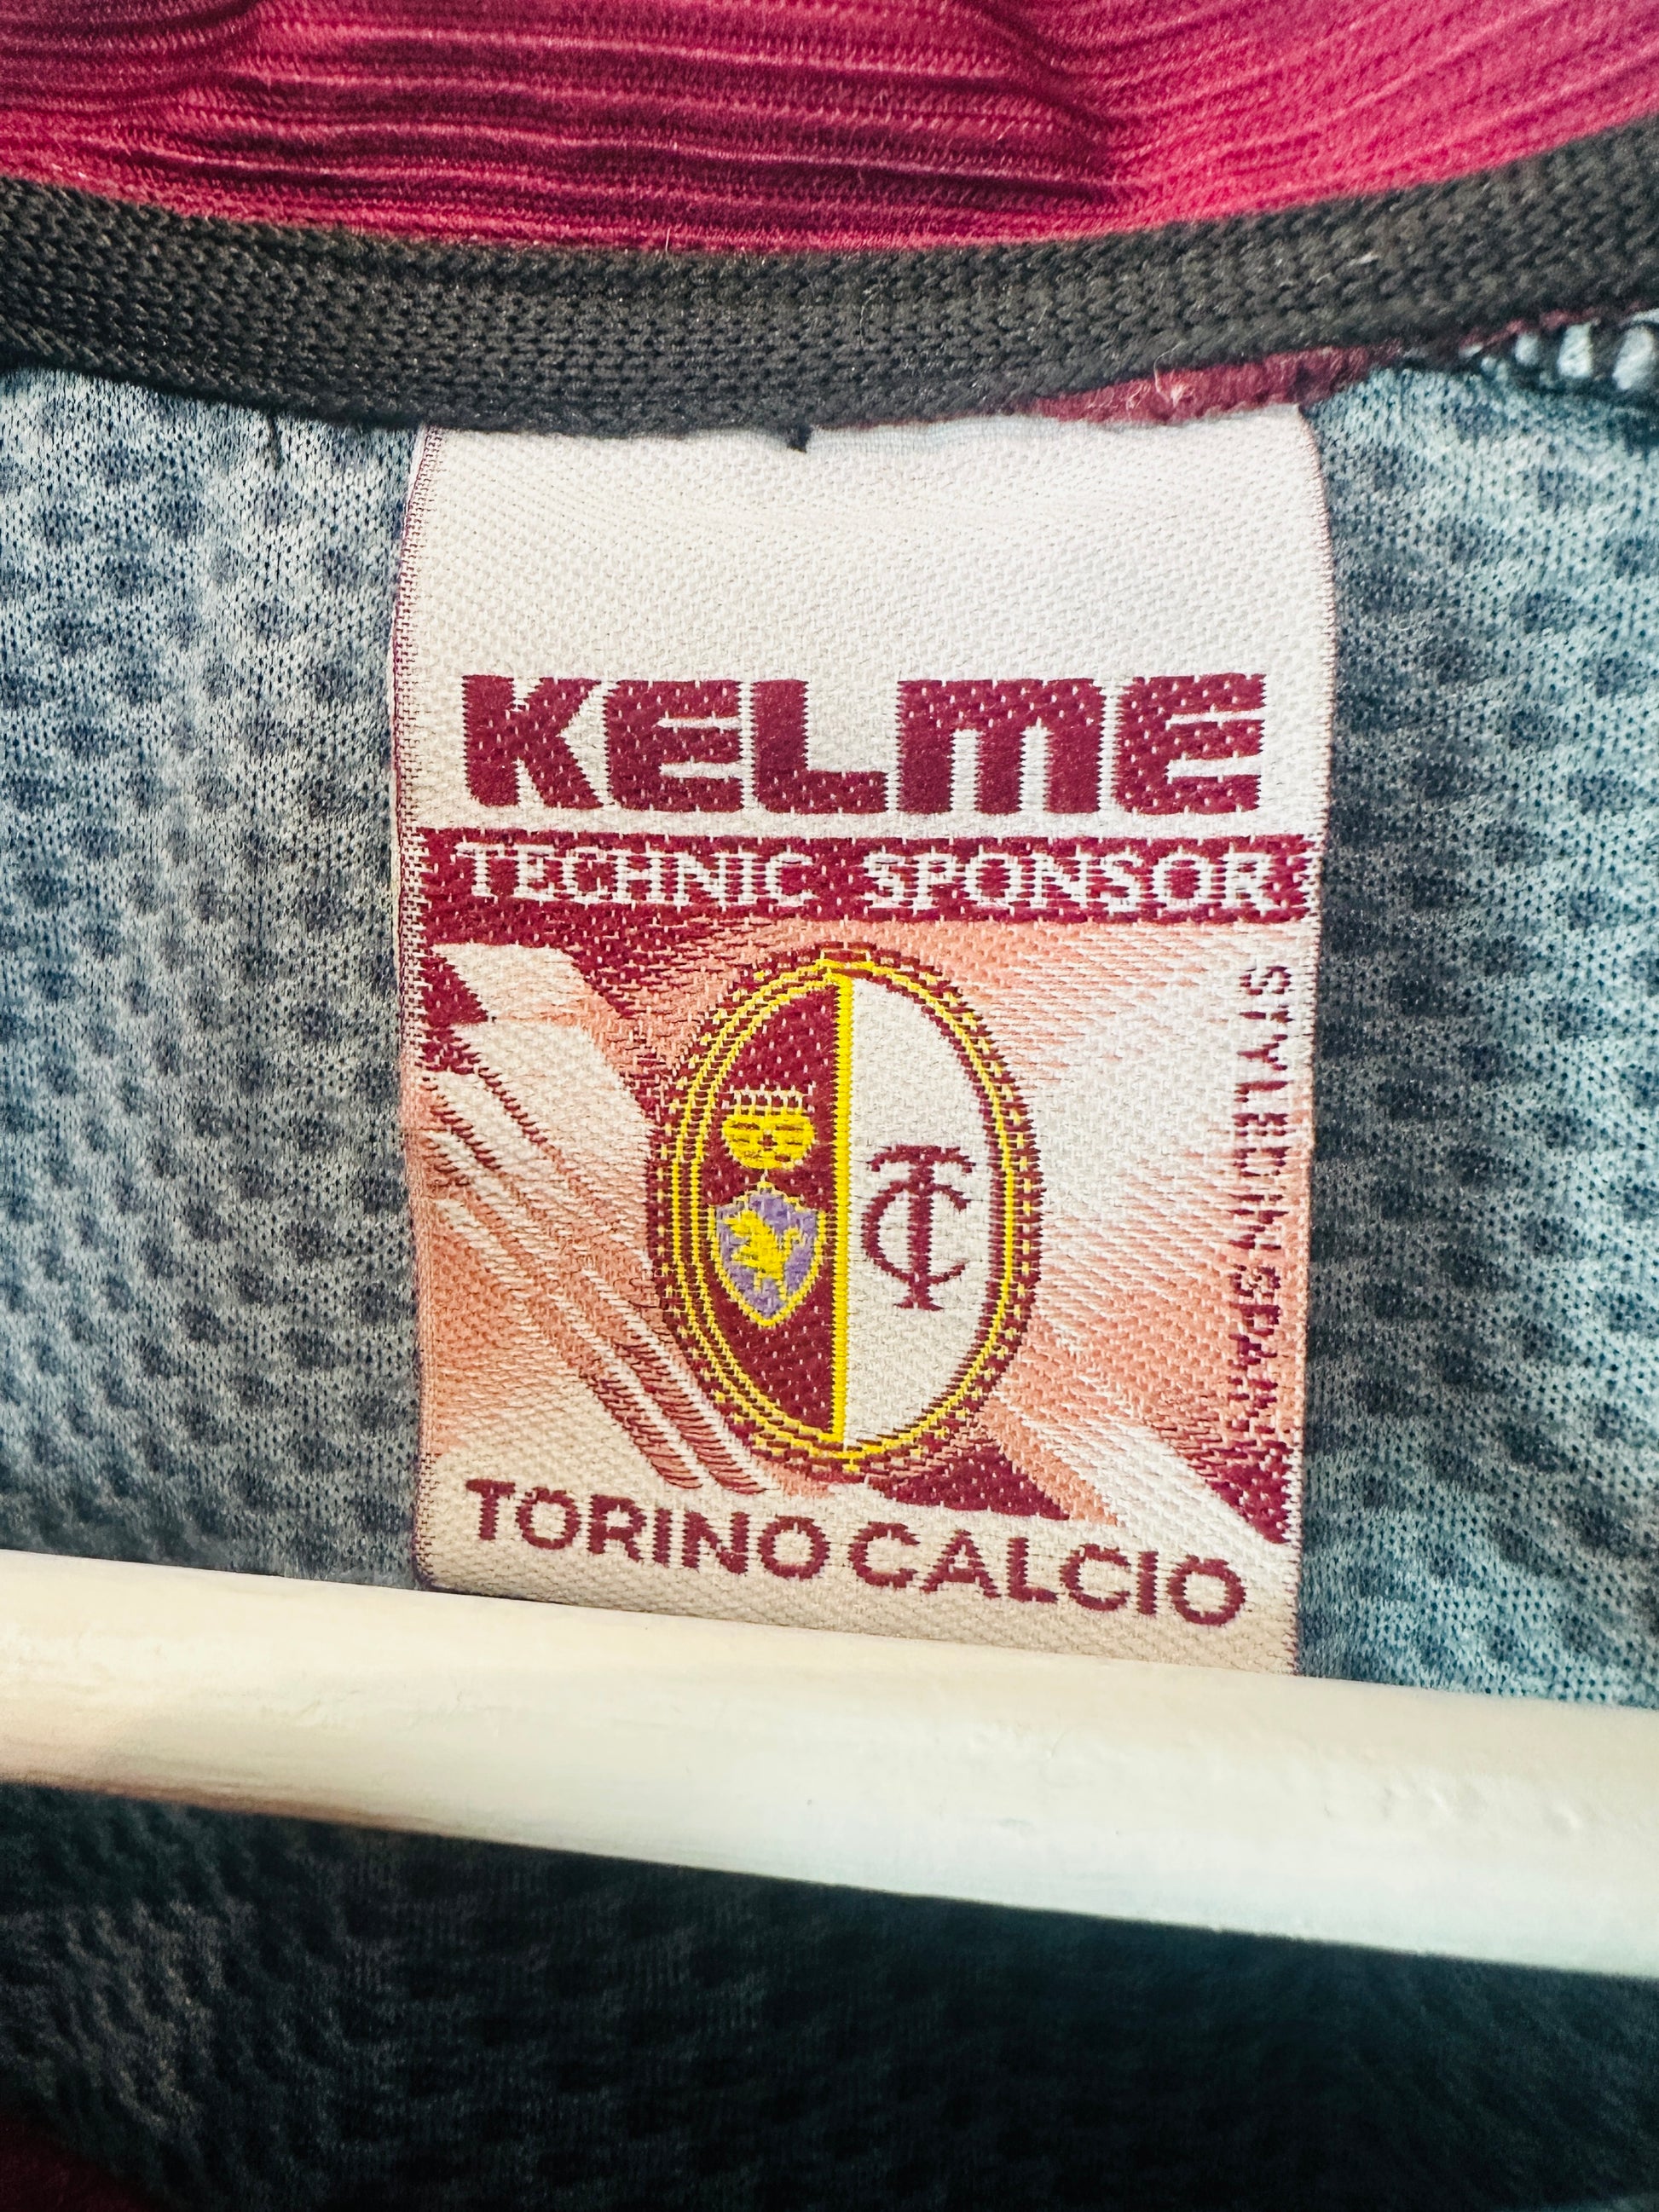 KELME
TECHNIC SPONSOR
STYLED IN SPAIN
TC
TORINO CALCIO